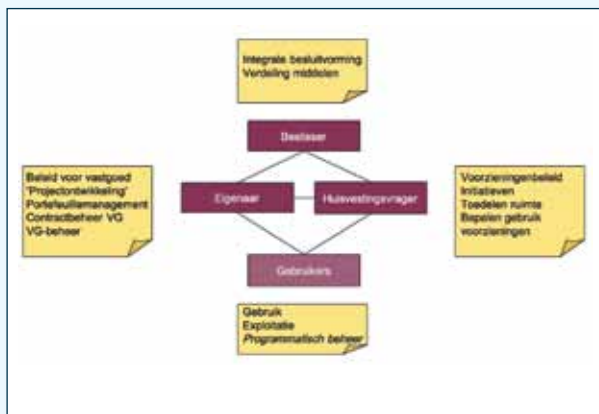 Integrale besluitvorming
Verdeling middelen
Beslisser
Beleid voor vastgoed
'Projectontwikkeling'
Portefeuillemanagement
Contractbeheer VG
VG-beheer
Eigenaar
Huisvestingsvrager
Voorzieningenbeleid
Initiatieven
Toedelen ruimte
Bepalen gebruik
voorzieningen
Gebruikers
Gebruik
Exploitatie
Programmatisch beheer